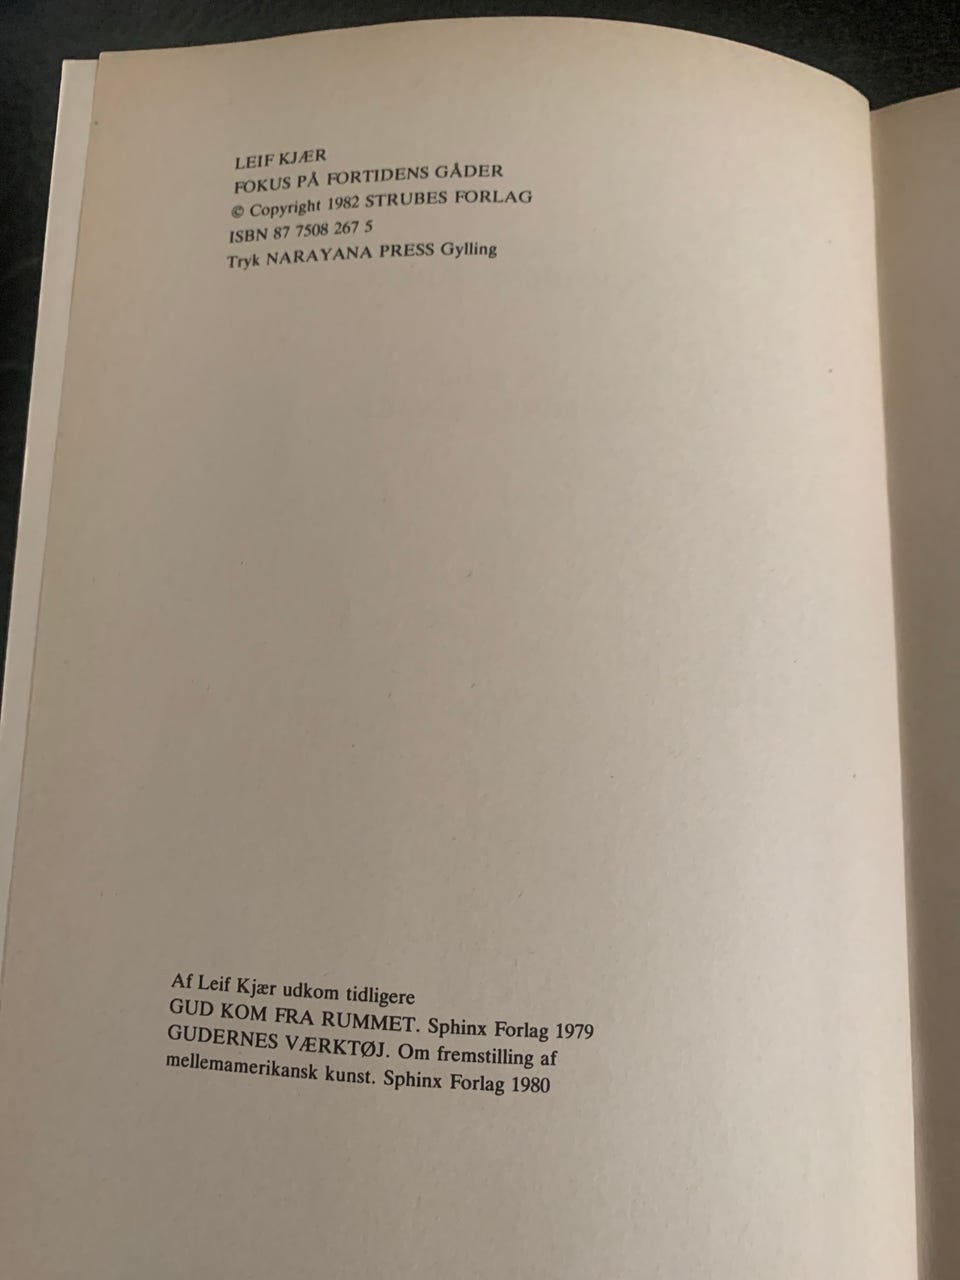 LEIF KJÆR
FOKUS PÅ FORTIDENS GÅDER
© Copyright 1982 STRUBES FORLAG
ISBN 87 7508 267 5
Tryk NARAYANA PRESS Gylling
Af Leif Kjær udkom tidligere
GUD KOM FRA RUMMET. Sphinx Forlag 1979
GUDERNES VÆRKTØJ. Om fremstilling af
mellemamerikansk kunst. Sphinx Forlag 1980